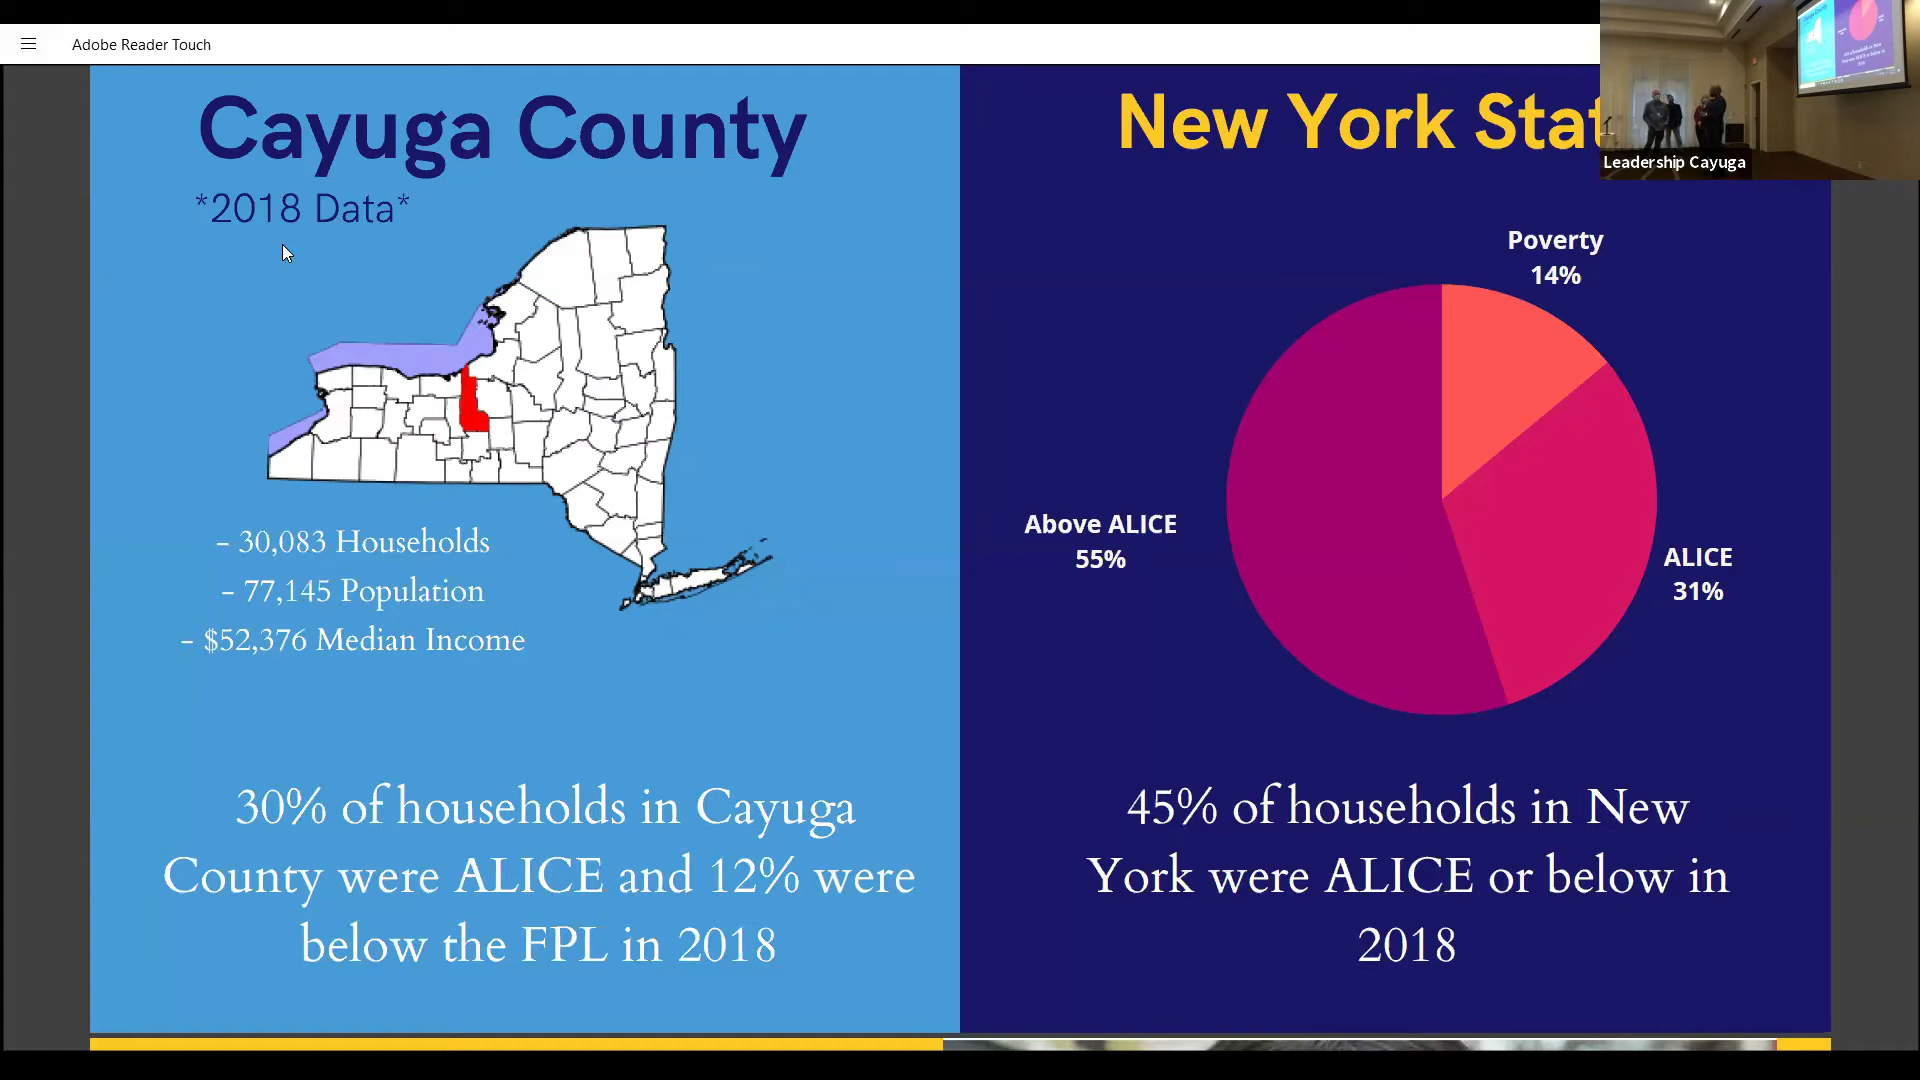 Adobe Reader Touch
Cayuga County
*2018 Data*
- 30,083 Households
- 77,145 Population
- $52,376 Median Income
30% of households in Cayuga
County were ALICE and 12% were
below the FPL in 2018
New York Stat
Poverty
14%
Above ALICE
55%
ALICE
31%
45% of households in New
York were ALICE or below in
2018
Leadership Cayuga